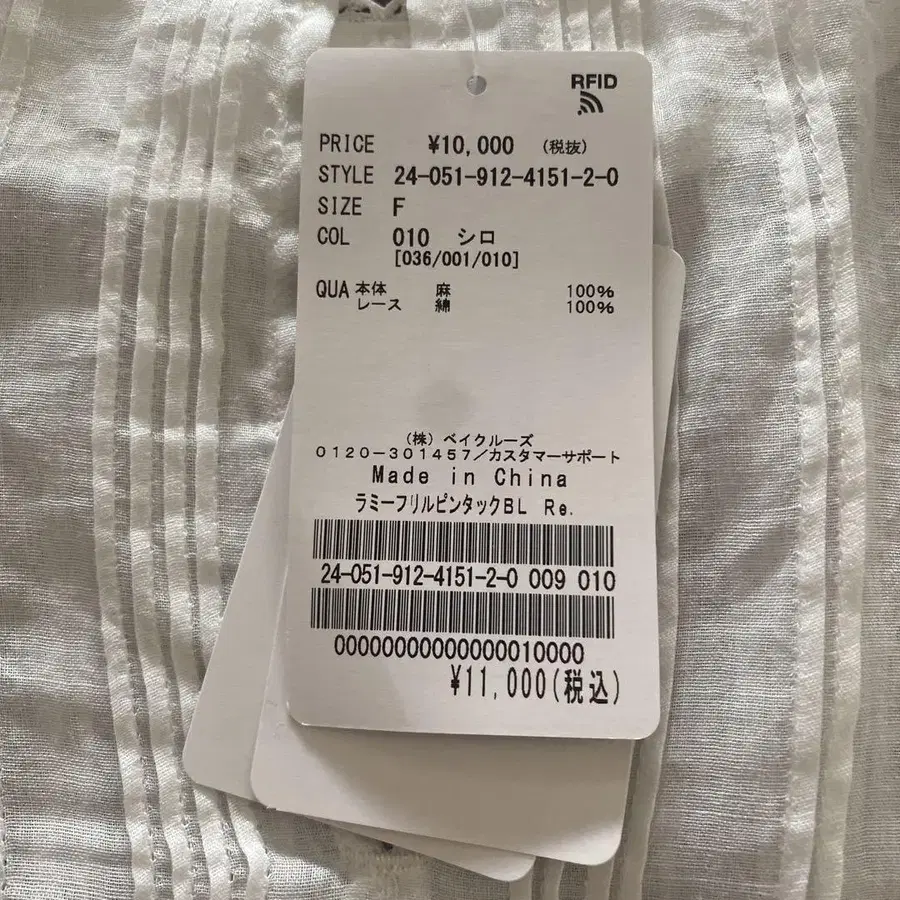 RFID
PRICE ¥10,000 (税抜)
STYLE 24-051-912-4151-2-0
SIZE F
COL 010 シロ
[036/001/010]
QUA 本体 麻 100%
レース 綿 100%
(株) ベイクルーズ
0120-301457/カスタマーサポート
Made in China
ラミーフリルピンタックBL Re.
24-051-912-4151-2-0 009 010
00000000000000010000
¥11,000(税込)